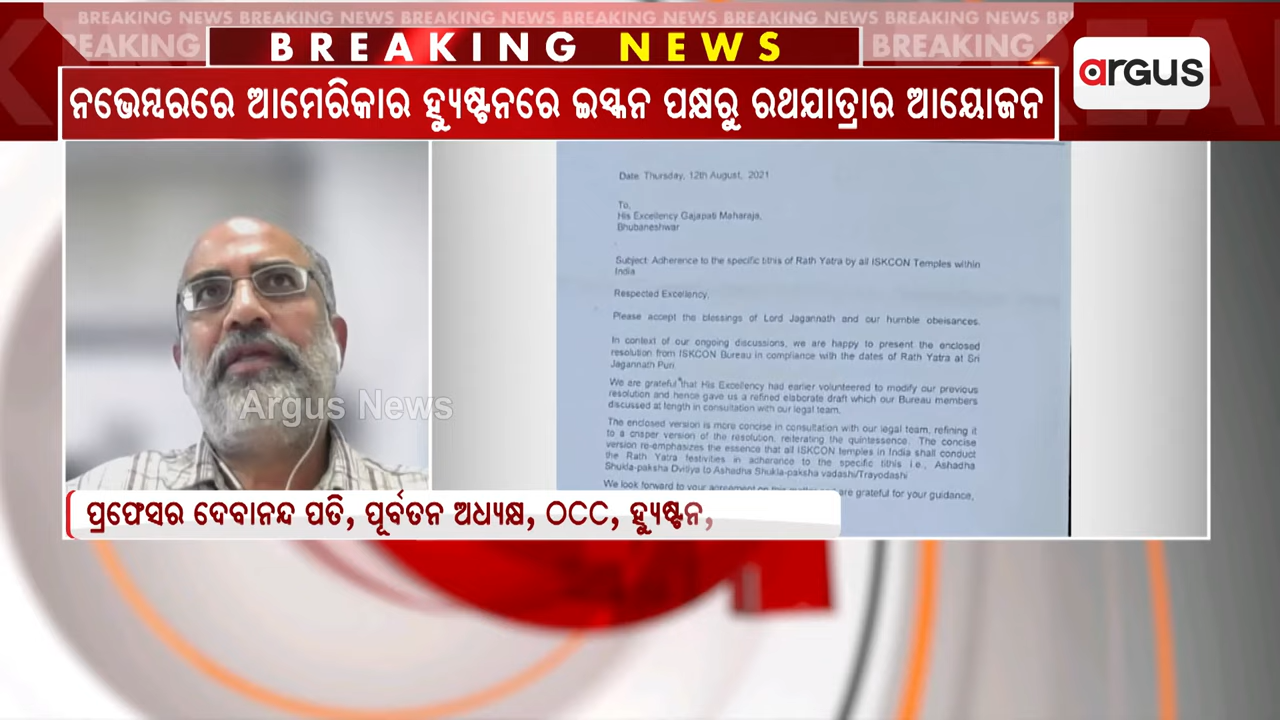 BREAKING NEWS BREAKING NEWS BREAKING NEWS BREAKING NEWS BREAKING NEWS BREAKING NEWS BREAKING NEWS
BREAKING NEWS
argus
ନଭେମ୍ବରରେ ଆମେରିକାର ହ୍ୟୁଷ୍ଟନରେ ଇସ୍କନ ପକ୍ଷରୁ ରଥଯାତ୍ରାର ଆୟୋଜନ
Date Thursday, 12th August, 2021
To,
His Excellency Gajapati Maharaja,
Bhubaneshwar
Subject: Adherence to the specific tithis of Rath Yatra by all ISKCON Temples within
India
Respected Excellency,
Please accept the blessings of Lord Jagannath and our humble obeisances.
In context of our ongoing discussions, we are happy to present the enclosed
resolution from ISKCON Bureau in compliance with the dates of Rath Yatra at Sri
Jagannath Puri
We are grateful that His Excellency had earlier volunteered to modify our previous
resolution and hence gave us a refined elaborate draft which our Bureau members
discussed at length in consultation with our legal team.
The enclosed version is more concise in consultation with our legal team, refining it
to a crisper version of the resolution, reiterating the quintessence. The concise
version re-emphasizes the essence that all ISKCON temples in India shall conduct
the Rath Yatra festivities in adherence to the specific tithis i.e., Ashadha
Shukla-paksha Dvitiya to Ashadha Shukla-paksha vadashi/Trayodashi
We look forward to your agreement on this are grateful for your guidance,
Argus News
ପ୍ରଫେସର ଦେବାନନ୍ଦ ପତି, ପୂର୍ବତନ ଅଧ୍ୟକ୍ଷ, OCC, ହ୍ୟୁଷ୍ଟନ,